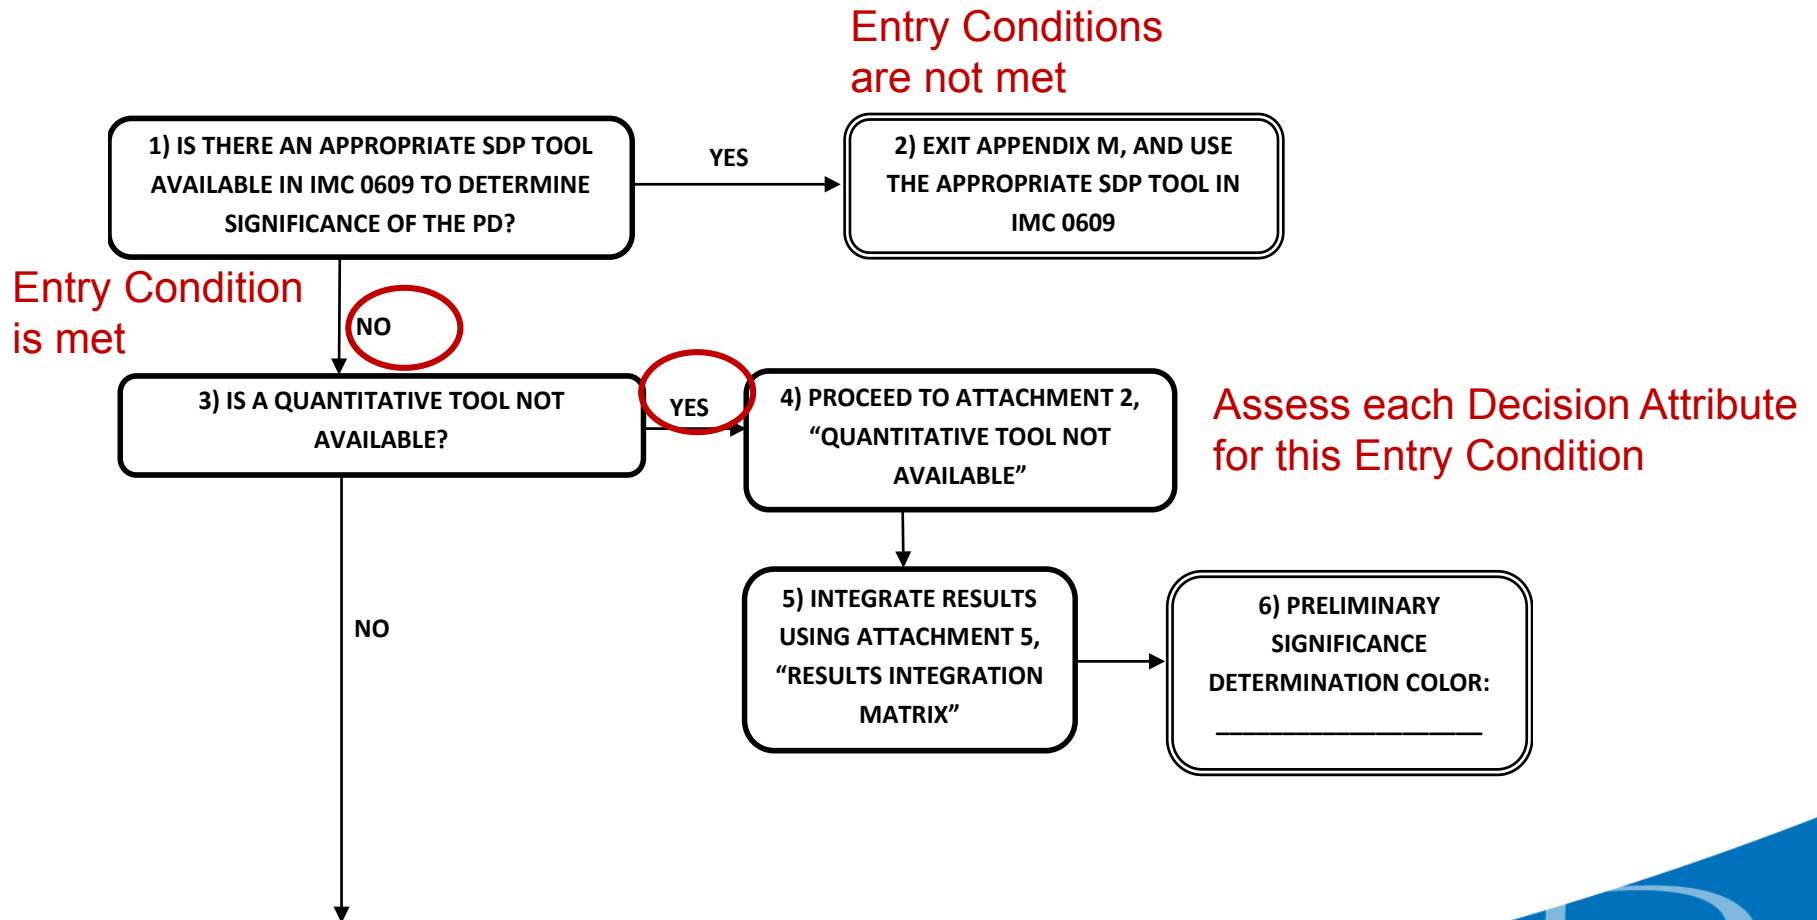 Entry Conditions
are not met
1) IS THERE AN APPROPRIATE SDP TOOL
AVAILABLE IN IMC 0609 TO DETERMINE
SIGNIFICANCE OF THE PD?
YES
2) EXIT APPENDIX M, AND USE
THE APPROPRIATE SDP TOOL IN
IMC 0609
Entry Condition
is met
NO
3) IS A QUANTITATIVE TOOL NOT
AVAILABLE?
YES
4) PROCEED TO ATTACHMENT 2,
“QUANTITATIVE TOOL NOT
AVAILABLE”
Assess each Decision Attribute
for this Entry Condition
NO
5) INTEGRATE RESULTS
USING ATTACHMENT 5,
“RESULTS INTEGRATION
MATRIX”
6) PRELIMINARY
SIGNIFICANCE
DETERMINATION COLOR:
____________________